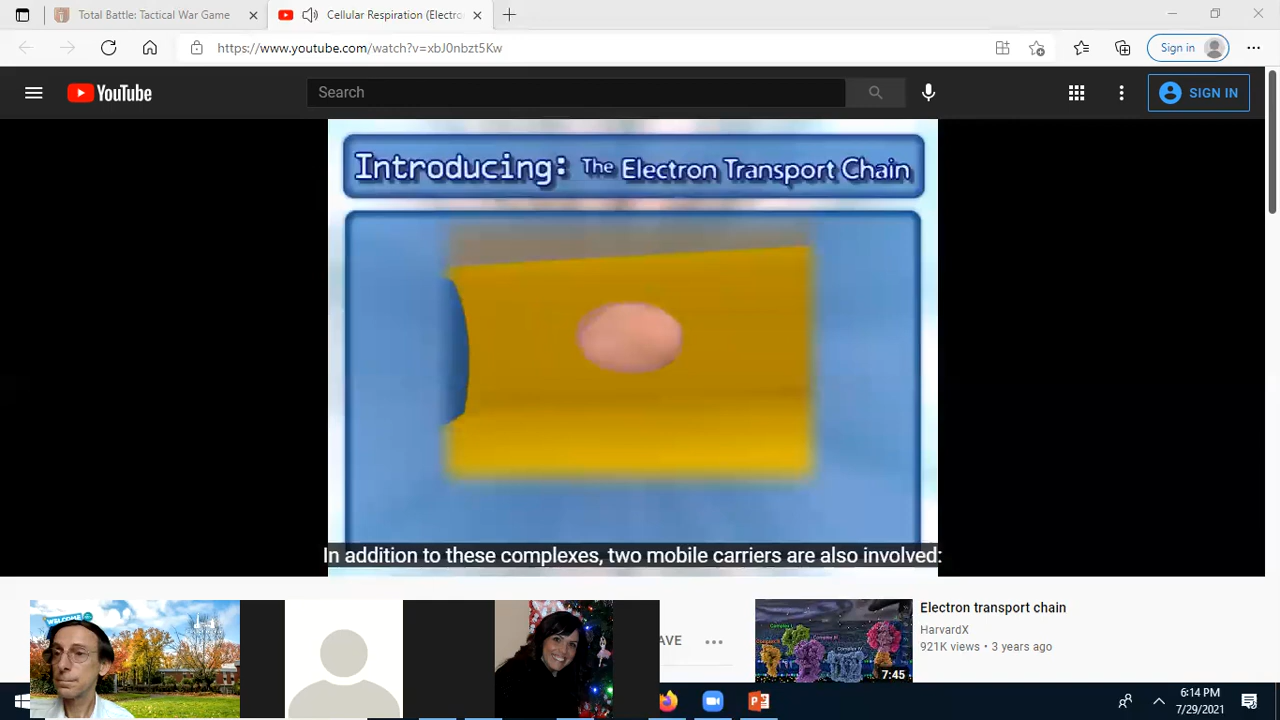 Total Battle: Tactical War Game
Cellular Respiration (Electro
https://www.youtube.com/watch?v=xbJ0nbzt5Kw
Sign in
YouTube
Search
SIGN IN
Introducing: The Electron Transport Chain
In addition to these complexes, two mobile carriers are also involved:
WELCOME
AVE
Electron transport chain
HarvardX
921K views • 3 years ago
7:45
6:14 PM
7/29/2021